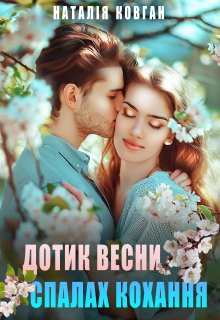 НАТАЛІЯ КОВГАН
ДОТИК ВЕСНИ
СПАЛАХ КОХАННЯ